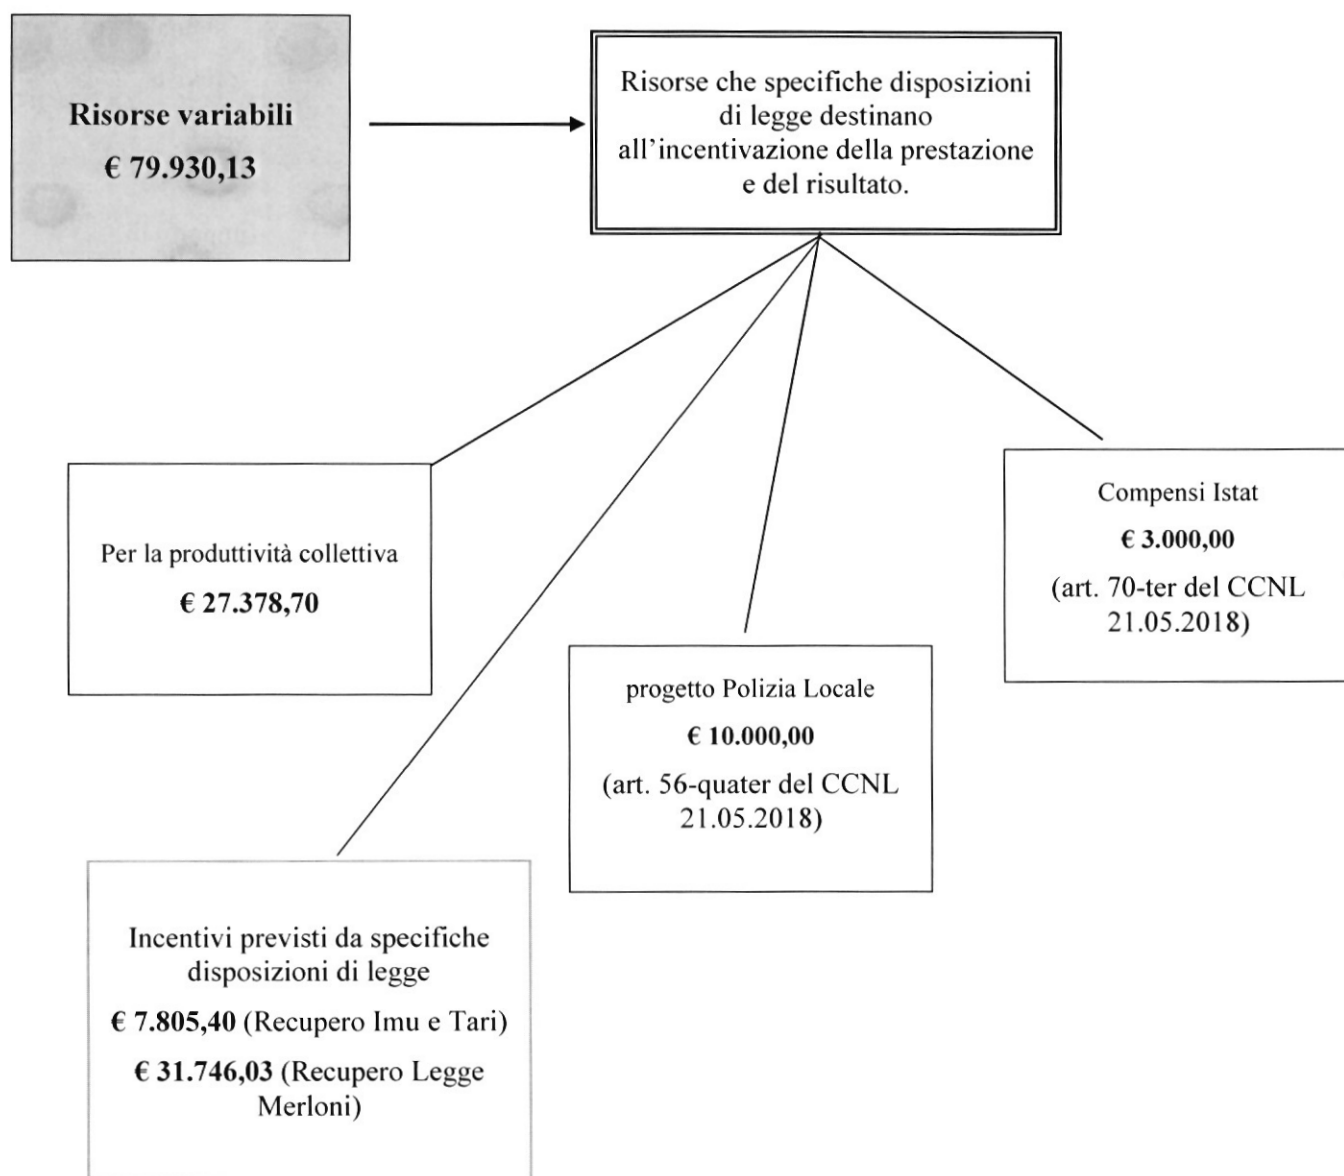 Risorse variabili
€ 79.930,13
Risorse che specifiche disposizioni
di legge destinano
all'incentivazione della prestazione
e del risultato.
Per la produttività collettiva
€ 27.378,70
Compensi Istat
€ 3.000,00
(art. 70-ter del CCNL
21.05.2018)
progetto Polizia Locale
€ 10.000,00
(art. 56-quater del CCNL
21.05.2018)
Incentivi previsti da specifiche
disposizioni di legge
€ 7.805,40 (Recupero Imu e Tari)
€ 31.746,03 (Recupero Legge
Merloni)